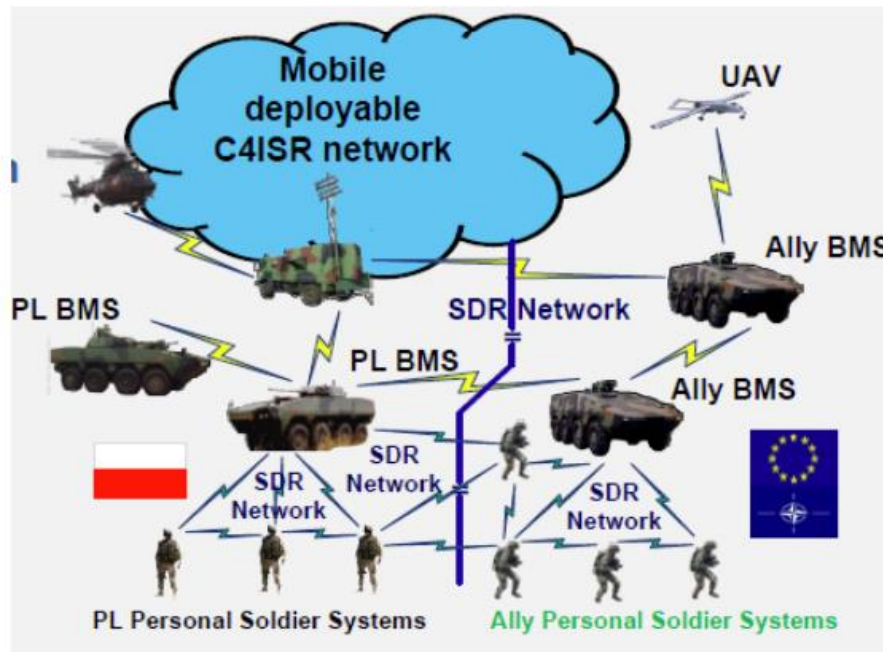 Mobile
deployable
C4ISR network
UAV
Ally BMS
PL BMS
SDR Network
PL BMS
Ally BMS
SDR
Network
SDR
Network
SDR
Network
PL Personal Soldier Systems
Ally Personal Soldier Systems